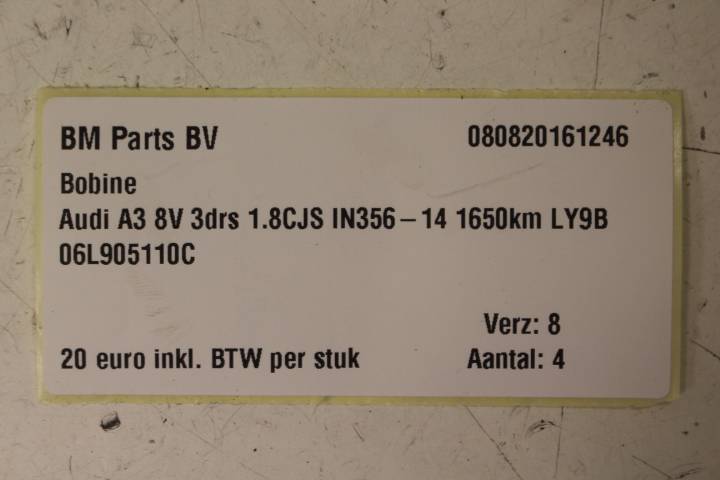 BM Parts BV 080820161246
Bobine
Audi A3 8V 3drs 1.8CJS IN356-14 1650km LY9B
06L905110C
Verz: 8
20 euro inkl. BTW per stuk Aantal: 4